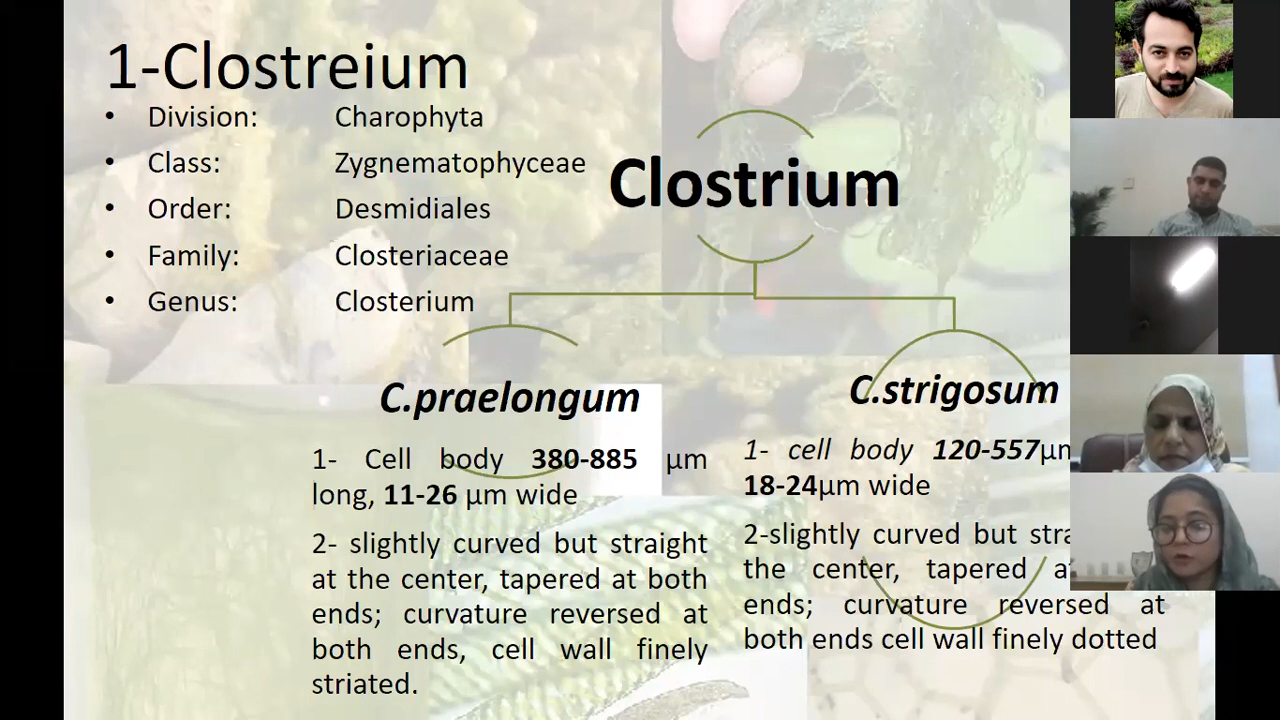 1-Clostreium
• Division: Charophyta
• Class: Zygnematophyceae
• Order: Desmidiales
• Family: Closteriaceae
• Genus: Closterium
Clostrium
C.praelongum
1- Cell body 380-885 μm
long, 11-26 μm wide
2- slightly curved but straight
at the center, tapered at both
ends; curvature reversed at
both ends, cell wall finely
striated.
C.strigosum
1- cell body 120-557μm
18-24μm wide
2-slightly curved but
the center, tapered
ends; curvature reversed at
both ends cell wall finely dotted